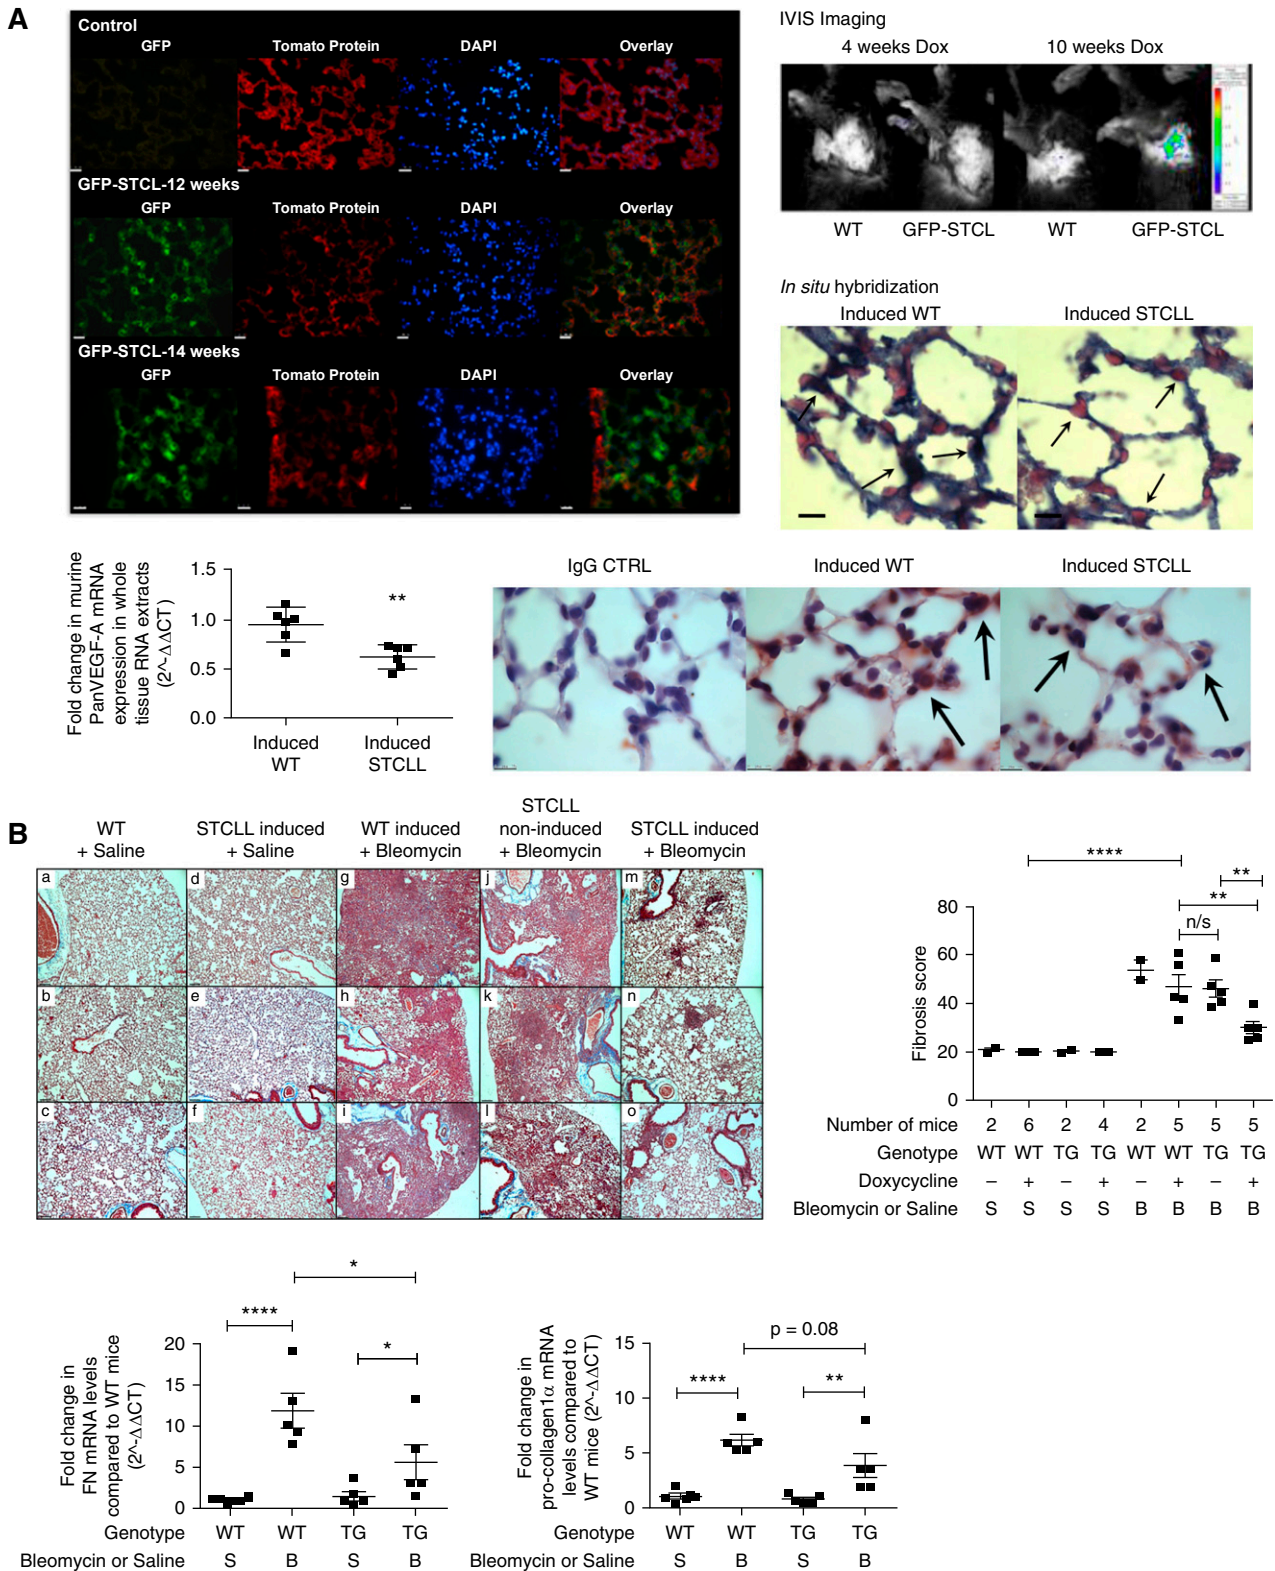 A
Control
GFP Tomato Protein DAPI Overlay
GFP-STCL-12 weeks
GFP Tomato Protein DAPI Overlay
GFP-STCL-14 weeks
GFP Tomato Protein DAPI Overlay
IVIS Imaging
4 weeks Dox 10 weeks Dox
WT GFP-STCL WT GFP-STCL
In situ hybridization
Induced WT Induced STCLL
Fold change in murine
PanVEGF-A mRNA
expression in whole
tissue RNA extracts
(2^-ΔΔCT)
1.5
1.0
0.5
0.0
**
Induced
WT
Induced
STCLL
IgG CTRL Induced WT Induced STCLL
B
WT
+ Saline
STCLL induced
+ Saline
WT induced
+ Bleomycin
STCLL
non-induced
+ Bleomycin
STCLL induced
+ Bleomycin
a d g j m
b e h k n
c f i l o
****
**
**
n/s
Fibrosis score
80
60
40
20
0
Number of mice 2 6 2 4 2 5 5 5
Genotype WT WT TG TG WT WT TG TG
Doxycycline – + – + – + – +
Bleomycin or Saline S S S S B B B B
Fold change in
FN mRNA levels
compared to WT mice
(2^-ΔΔCT)
20
15
10
5
0
****
*
*
Genotype WT WT TG TG
Bleomycin or Saline S B S B
Fold change in
pro-collagen1α mRNA
levels compared to
WT mice (2^-ΔΔCT)
15
10
5
0
p = 0.08
****
**
Genotype WT WT TG TG
Bleomycin or Saline S B S B